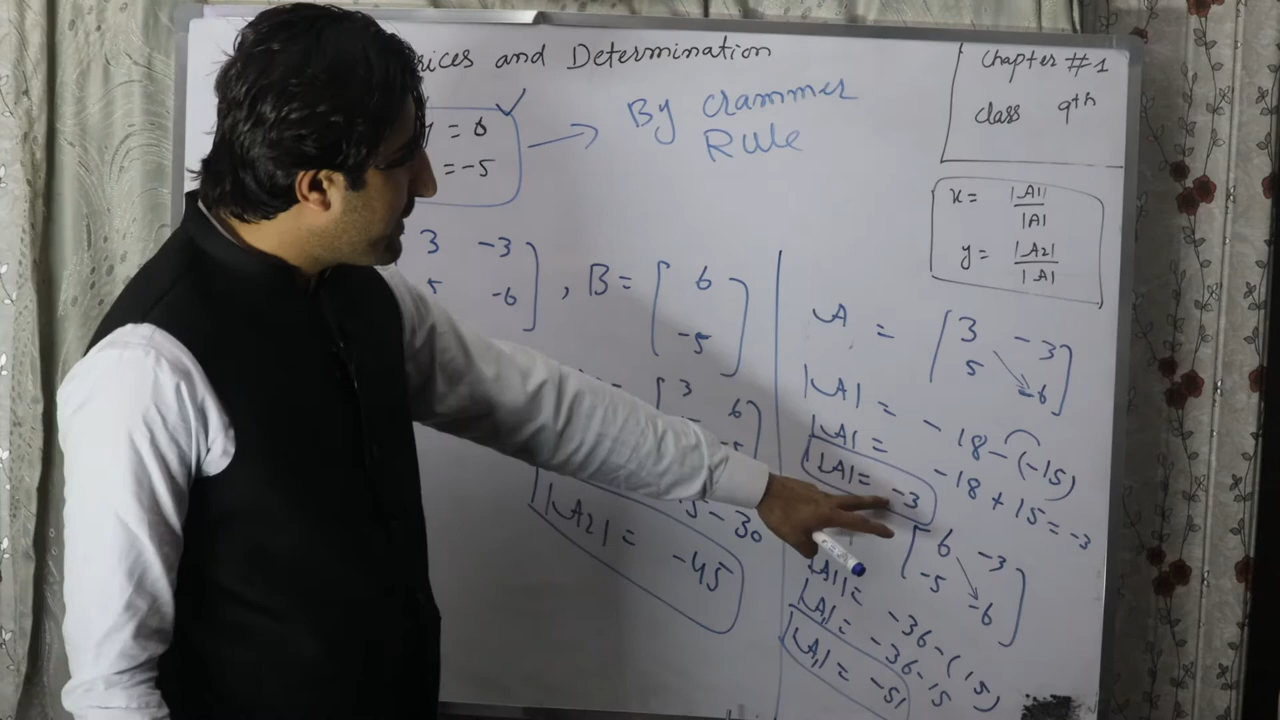 and Determination
Chapter #1
class 9th
By Crammer
Rule
= 6
= -5
x = |A1| / |A|
y = |A2| / |A|
3 -3
-6
, B = [ 6
-5 ]
[ 3 6
A = [ 3 -3
5 -6 ]
|A| = -18 - (-15)
|A| = -18 + 15 = -3
|A| = -3
[ 6 -3
-5 -6 ]
|A1| = -36 - (15)
|A1| = -36 - 15
|A1| = -51
- 30
|A2| = -45